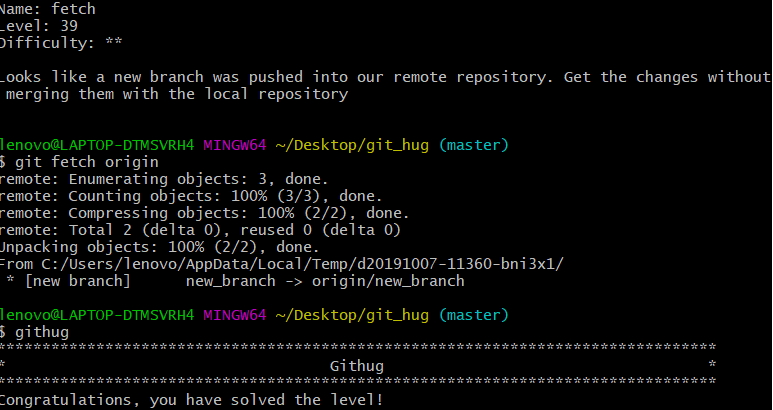 Name: fetch
Level: 39
Difficulty: **
Looks like a new branch was pushed into our remote repository. Get the changes without
merging them with the local repository
lenovo@LAPTOP-DTMSVRH4 MINGW64 ~/Desktop/git_hug (master)
$ git fetch origin
remote: Enumerating objects: 3, done.
remote: Counting objects: 100% (3/3), done.
remote: Compressing objects: 100% (2/2), done.
remote: Total 2 (delta 0), reused 0 (delta 0)
Unpacking objects: 100% (2/2), done.
From C:/Users/lenovo/AppData/Local/Temp/d20191007-11360-bni3x1/
 * [new branch]      new_branch -> origin/new_branch
lenovo@LAPTOP-DTMSVRH4 MINGW64 ~/Desktop/git_hug (master)
$ githug
********************************************************************************
*                                    Githug                                    *
********************************************************************************
Congratulations, you have solved the level!